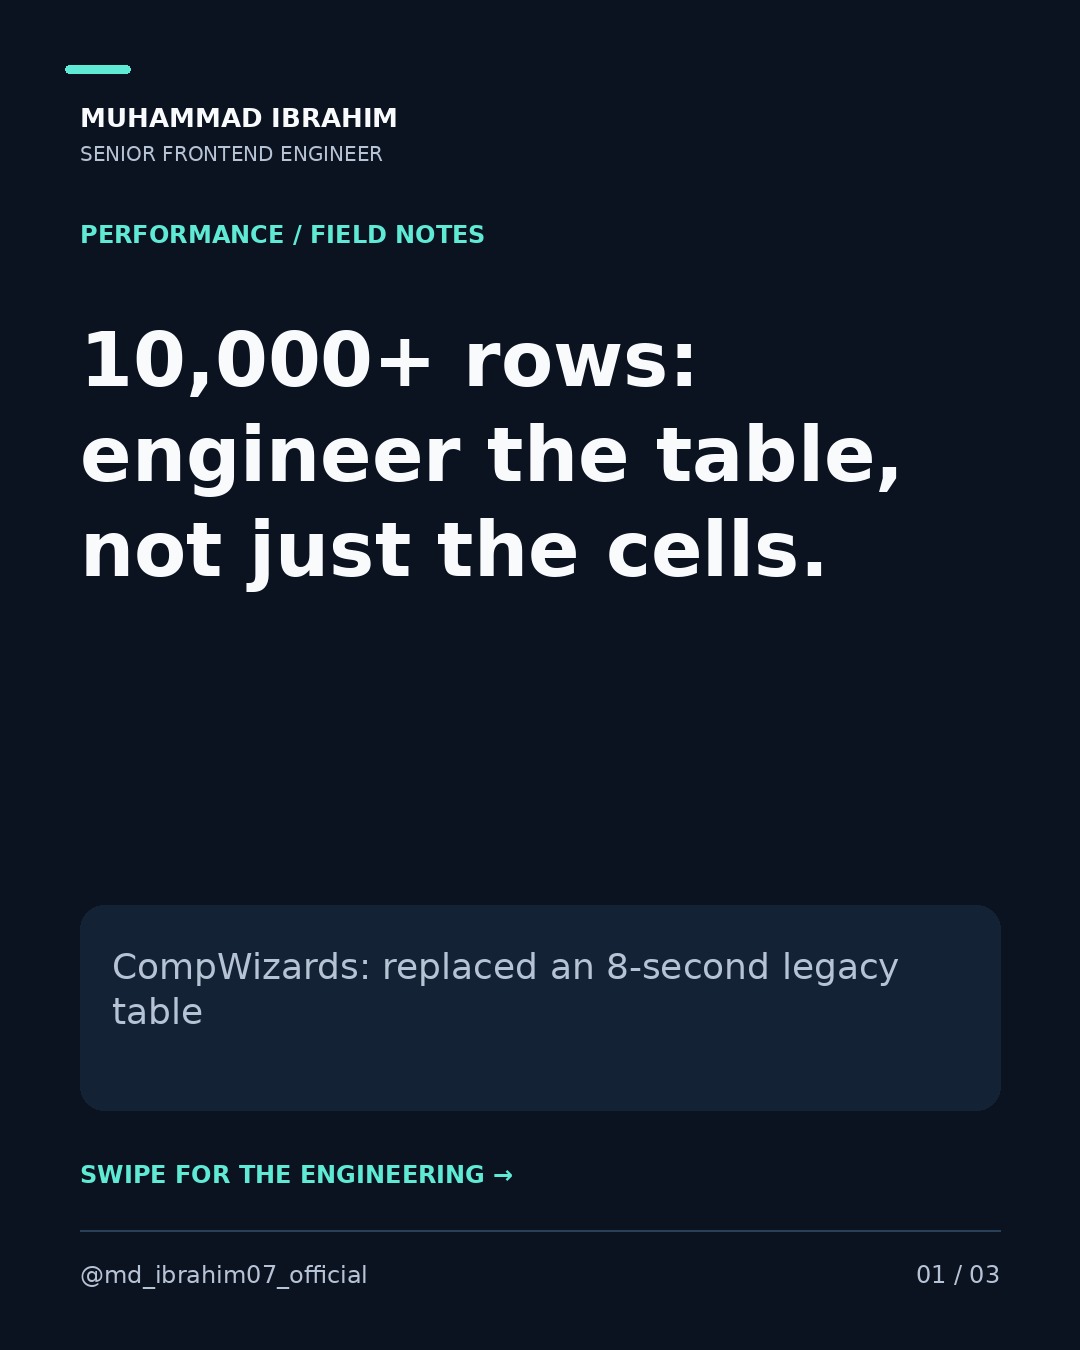 MUHAMMAD IBRAHIM
SENIOR FRONTEND ENGINEER
PERFORMANCE / FIELD NOTES
10,000+ rows:
engineer the table,
not just the cells.
CompWizards: replaced an 8-second legacy
table
SWIPE FOR THE ENGINEERING →
@md_ibrahim07_official
01 / 03